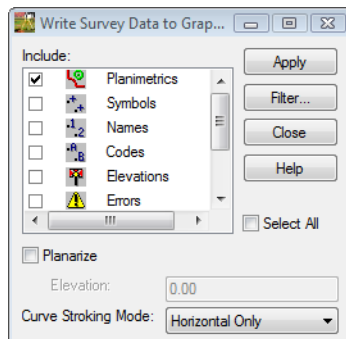 Write Survey Data to Grap...
Include:
Planimetrics
Symbols
Names
Codes
Elevations
Errors
Apply
Filter...
Close
Help
Select All
Planarize
Elevation: 0.00
Curve Stroking Mode: Horizontal Only